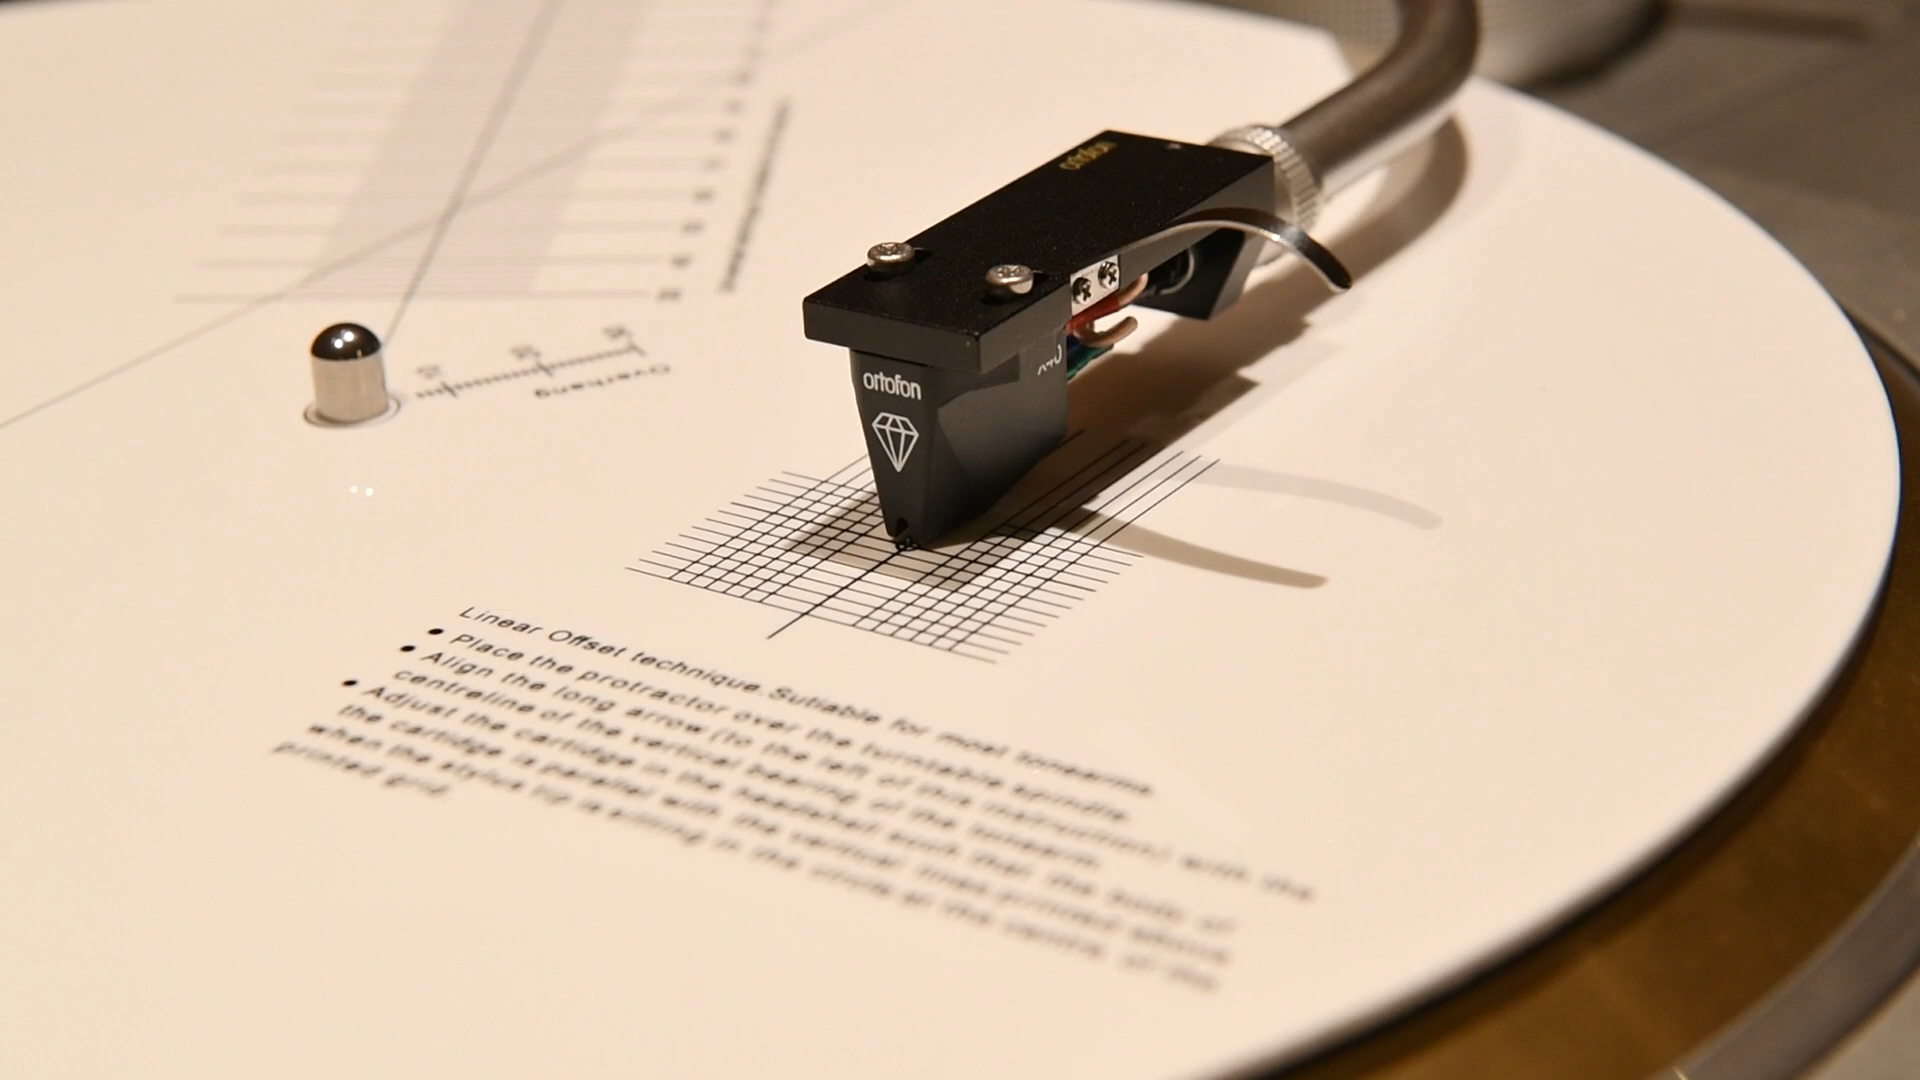 ortofon
ortofon
Overhang
Linear Offset technique. Sutiable for most tonearms
• Place the protractor over the turntable spindle
• Align the long arrow (to the left of this instruction) with the
centreline of the vertical bearing of the tonearm
• Adjust the cartidge in the headshell such that the body of
the cartridge is parallel with the vertical lines printed above
when the stylus tip is sitting in the circle at the centre of the
printed grid.